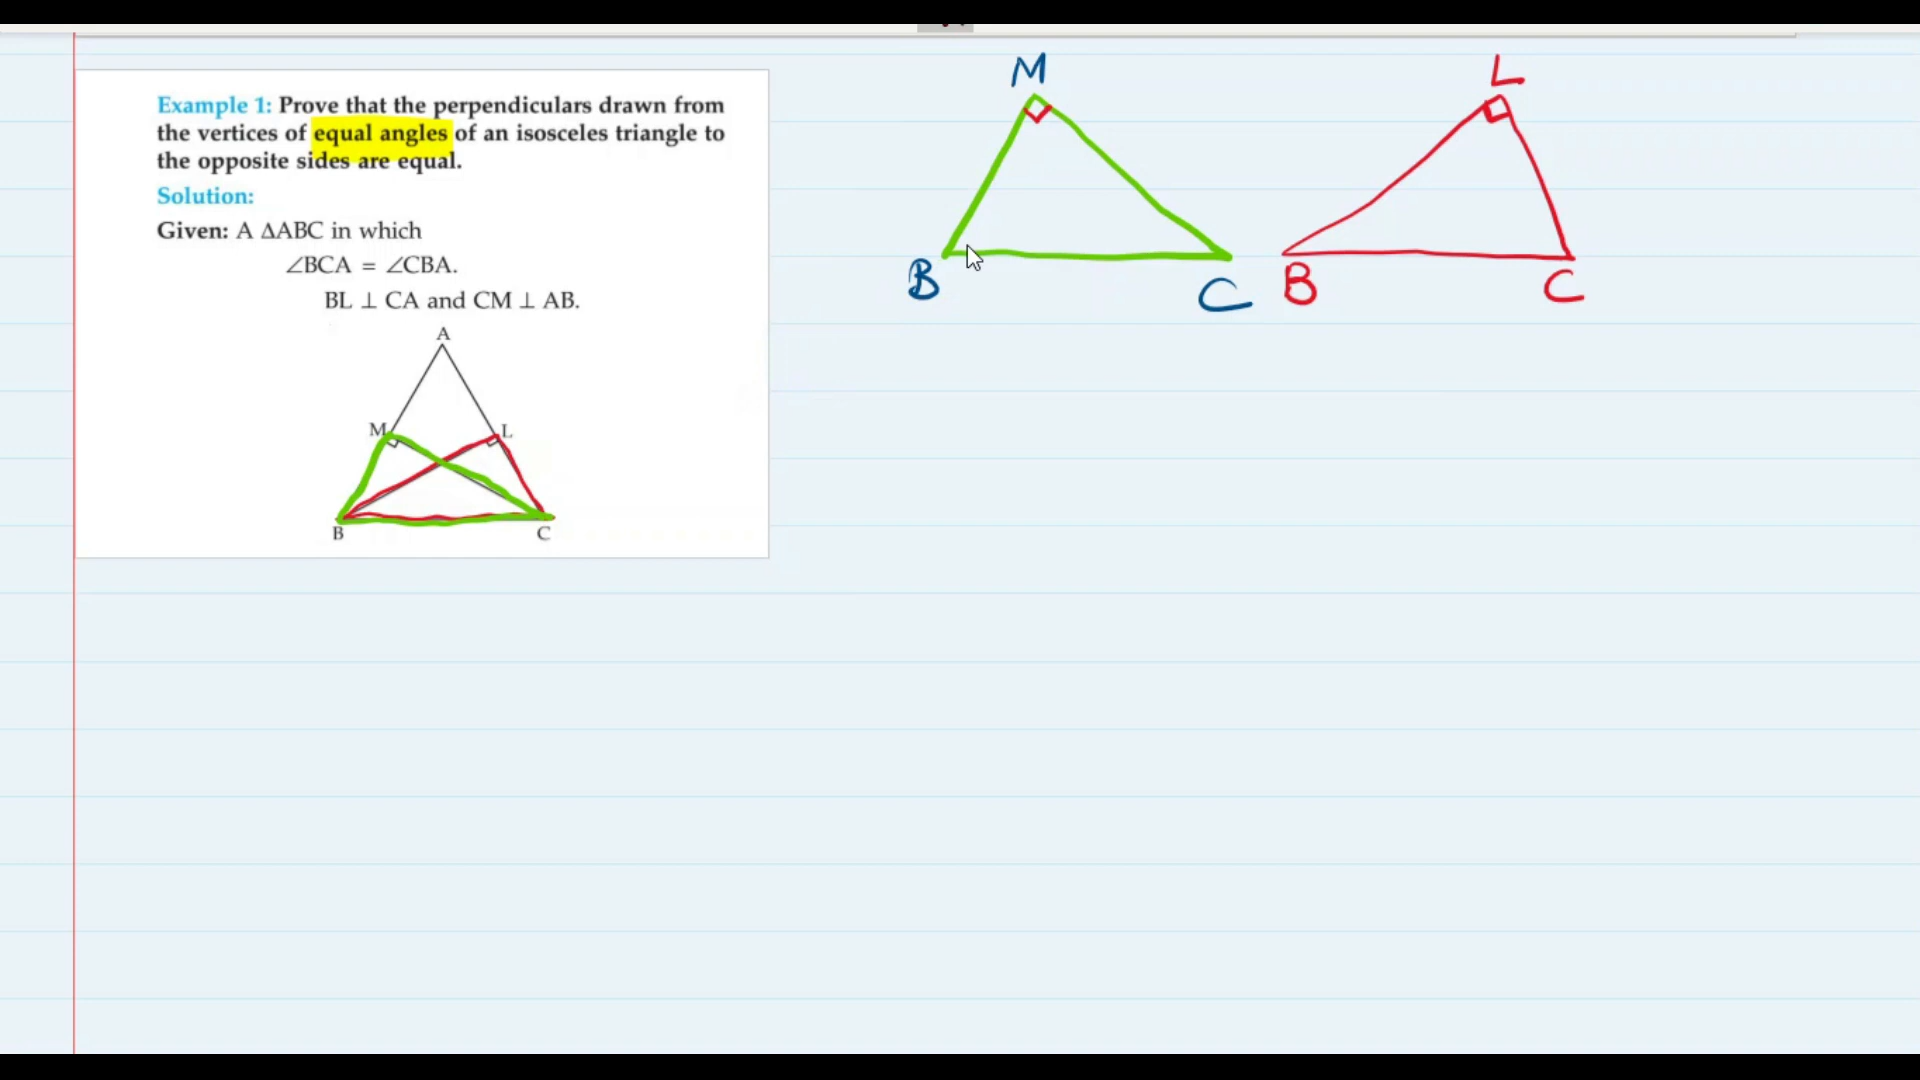 Example 1: Prove that the perpendiculars drawn from
the vertices of equal angles of an isosceles triangle to
the opposite sides are equal.
Solution:
Given: A ΔABC in which
∠BCA = ∠CBA.
BL ⊥ CA and CM ⊥ AB.
A
M L
B C
M
B C
L
B C